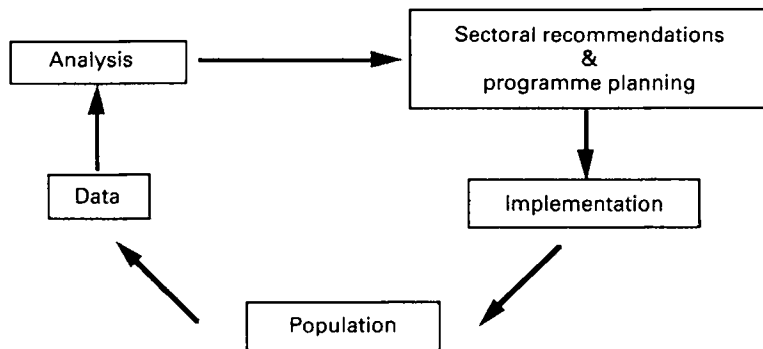 Analysis
Sectoral recommendations
&
programme planning
Data
Implementation
Population